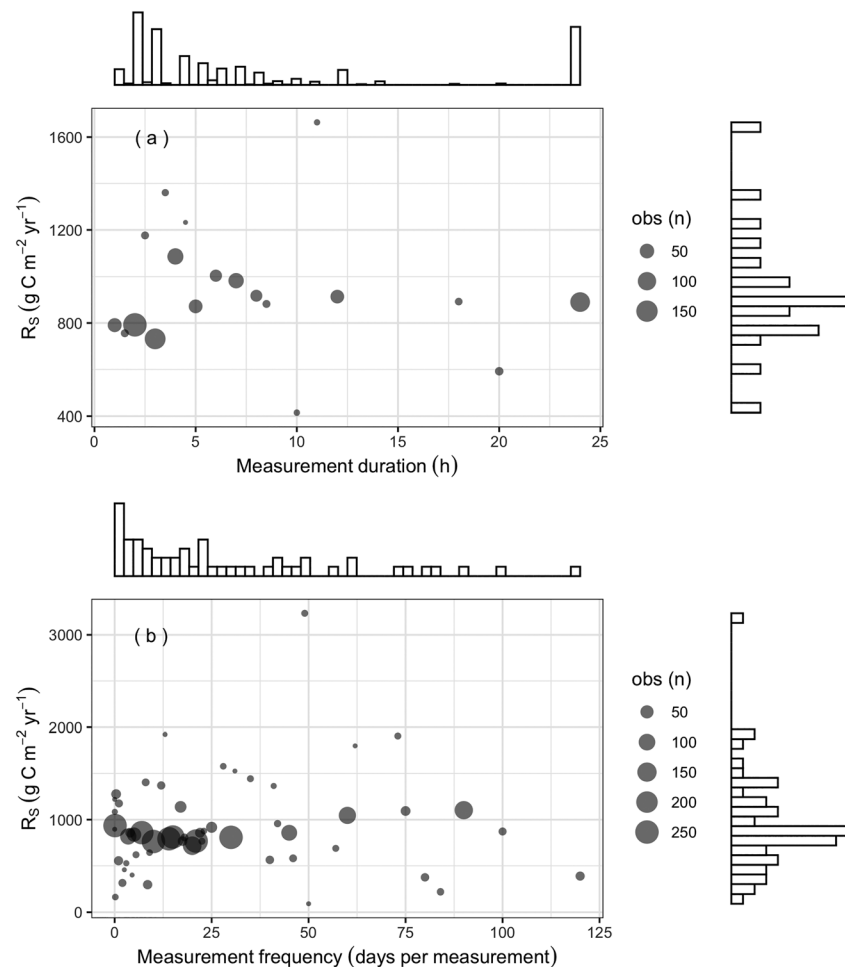 ( a )
1600
1200
800
400
R_S (g C m⁻² yr⁻¹)
0 5 10 15 20 25
Measurement duration (h)
obs (n)
50
100
150
( b )
3000
2000
1000
0
R_S (g C m⁻² yr⁻¹)
0 25 50 75 100 125
Measurement frequency (days per measurement)
obs (n)
50
100
150
200
250